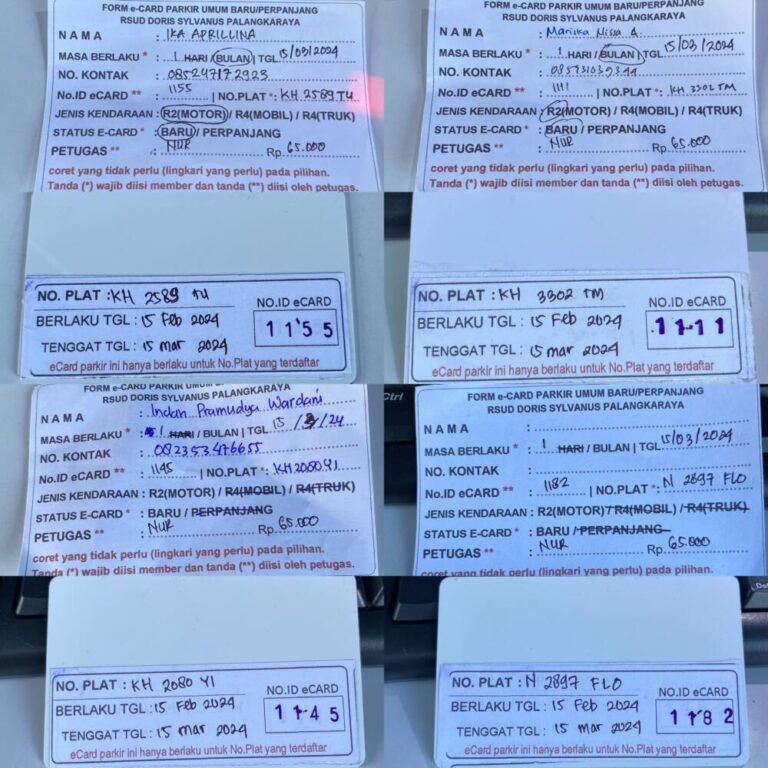 FORM e-CARD PARKIR UMUM BARU/PERPANJANG
RSUD DORIS SYLVANUS PALANGKARAYA
NAMA : IKA APRILLINA
MASA BERLAKU * : 1 HARI / BULAN | TGL 15/03/2024
NO. KONTAK : 085247172923
No.ID eCARD ** : 1155 | NO.PLAT *: KH 2589 TU
JENIS KENDARAAN : R2(MOTOR) / R4(MOBIL) / R4(TRUK)
STATUS E-CARD * : BARU / PERPANJANG
PETUGAS ** : NUR Rp. 65.000
coret yang tidak perlu (lingkari yang perlu) pada pilihan.
Tanda (*) wajib diisi member dan tanda (**) diisi oleh petugas.
FORM e-CARD PARKIR UMUM BARU/PERPANJANG
RSUD DORIS SYLVANUS PALANGKARAYA
NAMA : Nisa A
MASA BERLAKU * : 1 HARI / BULAN | TGL 15/03/2024
NO. KONTAK :
No.ID eCARD ** : 1111 | NO.PLAT *: KH 3302 TM
JENIS KENDARAAN : R2(MOTOR) / R4(MOBIL) / R4(TRUK)
STATUS E-CARD * : BARU / PERPANJANG
PETUGAS ** : NUR Rp. 65.000
coret yang tidak perlu (lingkari yang perlu) pada pilihan.
Tanda (*) wajib diisi member dan tanda (**) diisi oleh petugas.
NO. PLAT : KH 2589 TU
BERLAKU TGL : 15 Feb 2024
TENGGAT TGL : 15 mar 2024
NO.ID eCARD
1155
eCard parkir ini hanya berlaku untuk No.Plat yang terdaftar
NO. PLAT : KH 3302 TM
BERLAKU TGL : 15 Feb 2024
TENGGAT TGL : 15 mar 2024
NO.ID eCARD
1111
eCard parkir ini hanya berlaku untuk No.Plat yang terdaftar
FORM e-CARD PARKIR UMUM BARU/PERPANJANG
RSUD DORIS SYLVANUS PALANGKARAYA
NAMA : Indan Pramudya Wardani
MASA BERLAKU * : 1 HARI / BULAN | TGL 15 / /24
NO. KONTAK : 082353476655
No.ID eCARD ** : 1145 | NO.PLAT *: KH 2080 YI
JENIS KENDARAAN : R2(MOTOR) / R4(MOBIL) / R4(TRUK)
STATUS E-CARD * : BARU / PERPANJANG
PETUGAS ** : NUR Rp. 65.000
coret yang tidak perlu (lingkari yang perlu) pada pilihan.
Tanda (*) wajib diisi member dan tanda (**) diisi oleh petugas.
Ctrl
FORM e-CARD PARKIR UMUM BARU/PERPANJANG
RSUD DORIS SYLVANUS PALANGKARAYA
NAMA :
MASA BERLAKU * : 1 HARI / BULAN | TGL 15/03/2024
NO. KONTAK :
No.ID eCARD ** : 1182 | NO.PLAT *: N 2897 FLO
JENIS KENDARAAN : R2(MOTOR) / R4(MOBIL) / R4(TRUK)
STATUS E-CARD * : BARU / PERPANJANG
PETUGAS ** : NUR Rp. 65.000
coret yang tidak perlu (lingkari yang perlu) pada pilihan.
NO. PLAT : KH 2080 YI
BERLAKU TGL : 15 Feb 2024
TENGGAT TGL : 15 mar 2024
NO.ID eCARD
1145
eCard parkir ini hanya berlaku untuk No.Plat yang terdaftar
NO. PLAT : N 2897 FLO
BERLAKU TGL : 15 Feb 2024
TENGGAT TGL : 15 mar 2024
NO.ID eCARD
1182
eCard parkir ini hanya berlaku untuk No.Plat yang terdaftar